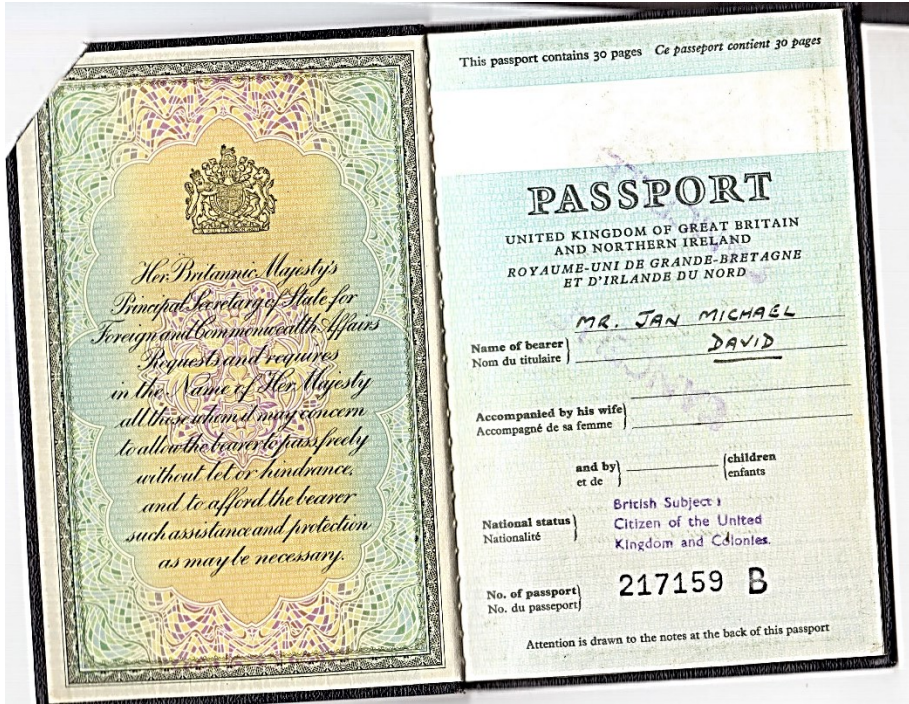 Her Britannic Majesty's
Principal Secretary of State for
Foreign and Commonwealth Affairs
Requests and requires
in the Name of Her Majesty
all those whom it may concern
to allow the bearer to pass freely
without let or hindrance,
and to afford the bearer
such assistance and protection
as may be necessary.
This passport contains 30 pages Ce passeport contient 30 pages
PASSPORT
UNITED KINGDOM OF GREAT BRITAIN
AND NORTHERN IRELAND
ROYAUME-UNI DE GRANDE-BRETAGNE
ET D'IRLANDE DU NORD
MR. JAN MICHAEL
Name of bearer
Nom du titulaire
DAVID
Accompanied by his wife
Accompagné de sa femme
and by
et de
children
enfants
National status
Nationalité
British Subject:
Citizen of the United
Kingdom and Colonies.
No. of passport
No. du passeport
217159 B
Attention is drawn to the notes at the back of this passport